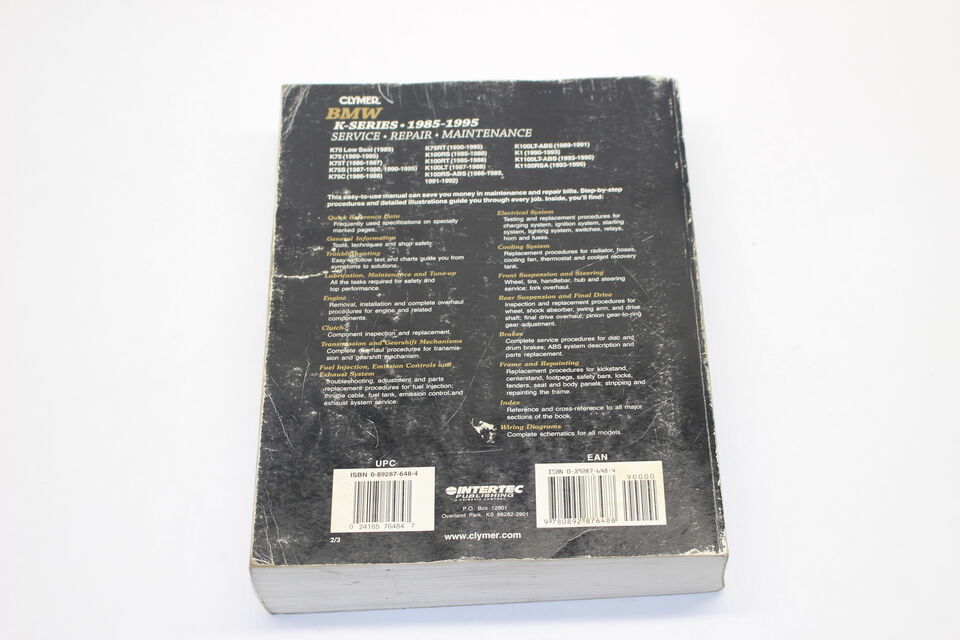 CLYMER
BMW
K-SERIES • 1985-1995
SERVICE • REPAIR • MAINTENANCE
K75 Low Seat (1989)
K75 (1989-1995)
K75T (1986-1987)
K75S (1987-1988, 1990-1995)
K75C (1986-1988)
K75RT (1990-1995)
K100RS (1985-1988)
K100RT (1985-1988)
K100LT (1987-1988)
K100RS-ABS (1988-1989,
1991-1992)
K100LT-ABS (1989-1991)
K1 (1990-1993)
K1100LT-ABS (1993-1995)
K1100RSA (1993-1995)
This easy-to-use manual can save you money in maintenance and repair bills. Step-by-step
procedures and detailed illustrations guide you through every job. Inside, you'll find:
Quick Reference Data
Frequently used specifications on specially
marked pages.
General Information
Tools, techniques and shop safety.
Troubleshooting
Easy-to-follow text and charts guide you from
symptoms to solutions.
Lubrication, Maintenance and Tune-up
All the tasks required for safety and
top performance.
Engine
Removal, installation and complete overhaul
procedures for engine and related
components.
Clutch
Component inspection and replacement.
Transmission and Gearshift Mechanisms
Complete overhaul procedures for transmis-
sion and gearshift mechanism.
Fuel Injection, Emission Controls and
Exhaust System
Troubleshooting, adjustment and parts
replacement procedures for fuel injection;
throttle cable, fuel tank, emission control and
exhaust system service.
Electrical System
Testing and replacement procedures for
charging system, ignition system, starting
system, lighting system, switches, relays,
horn and fuses.
Cooling System
Replacement procedures for radiator, hoses,
cooling fan, thermostat and coolant recovery
tank.
Front Suspension and Steering
Wheel, tire, handlebar, hub and steering
service; fork overhaul.
Rear Suspension and Final Drive
Inspection and replacement procedures for
wheel, shock absorber, swing arm, and drive
shaft; final drive overhaul; pinion gear-to-ring
gear-adjustment.
Brakes
Complete service procedures for disc and
drum brakes; ABS system description and
parts replacement.
Frame and Repainting
Replacement procedures for kickstand,
centerstand, footpegs, safety bars, locks,
fenders, seat and body panels; stripping and
repainting the frame.
Index
Reference and cross-reference to all major
sections of the book.
Wiring Diagrams
Complete schematics for all models.
UPC
ISBN 0-89287-648-4
0 24185 76484 7
INTERTEC
PUBLISHING
P.O. Box 12901
Overland Park, KS 66282-2901
EAN
ISBN 0-89287-648-4
90000
9 780892 876488
2/3
www.clymer.com